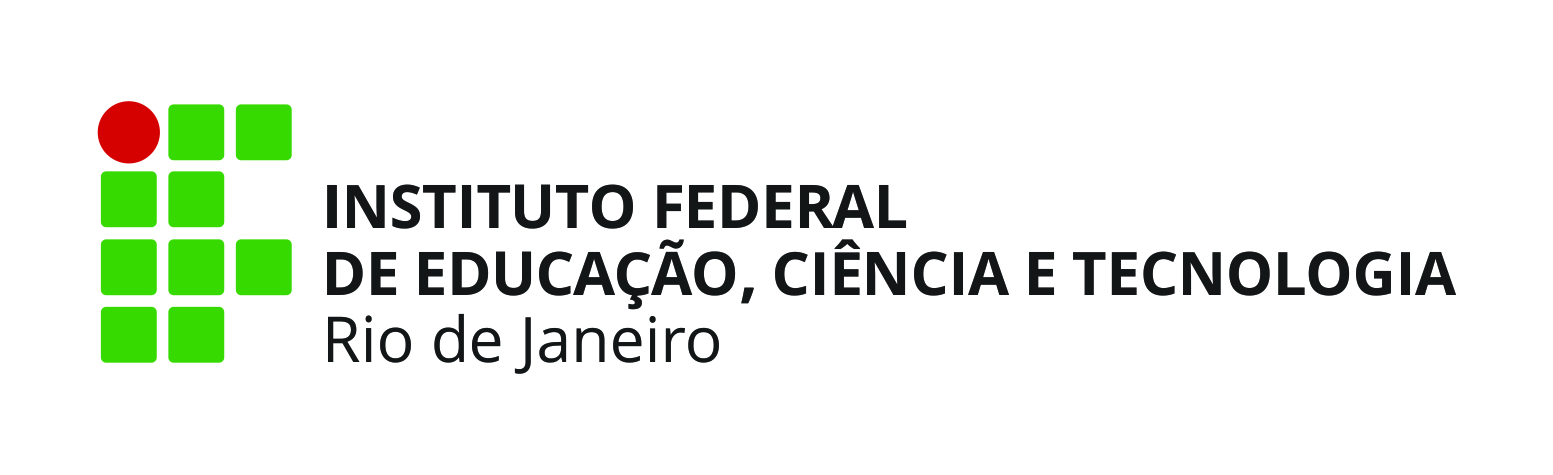 INSTITUTO FEDERAL
DE EDUCAÇÃO, CIÊNCIA E TECNOLOGIA
Rio de Janeiro